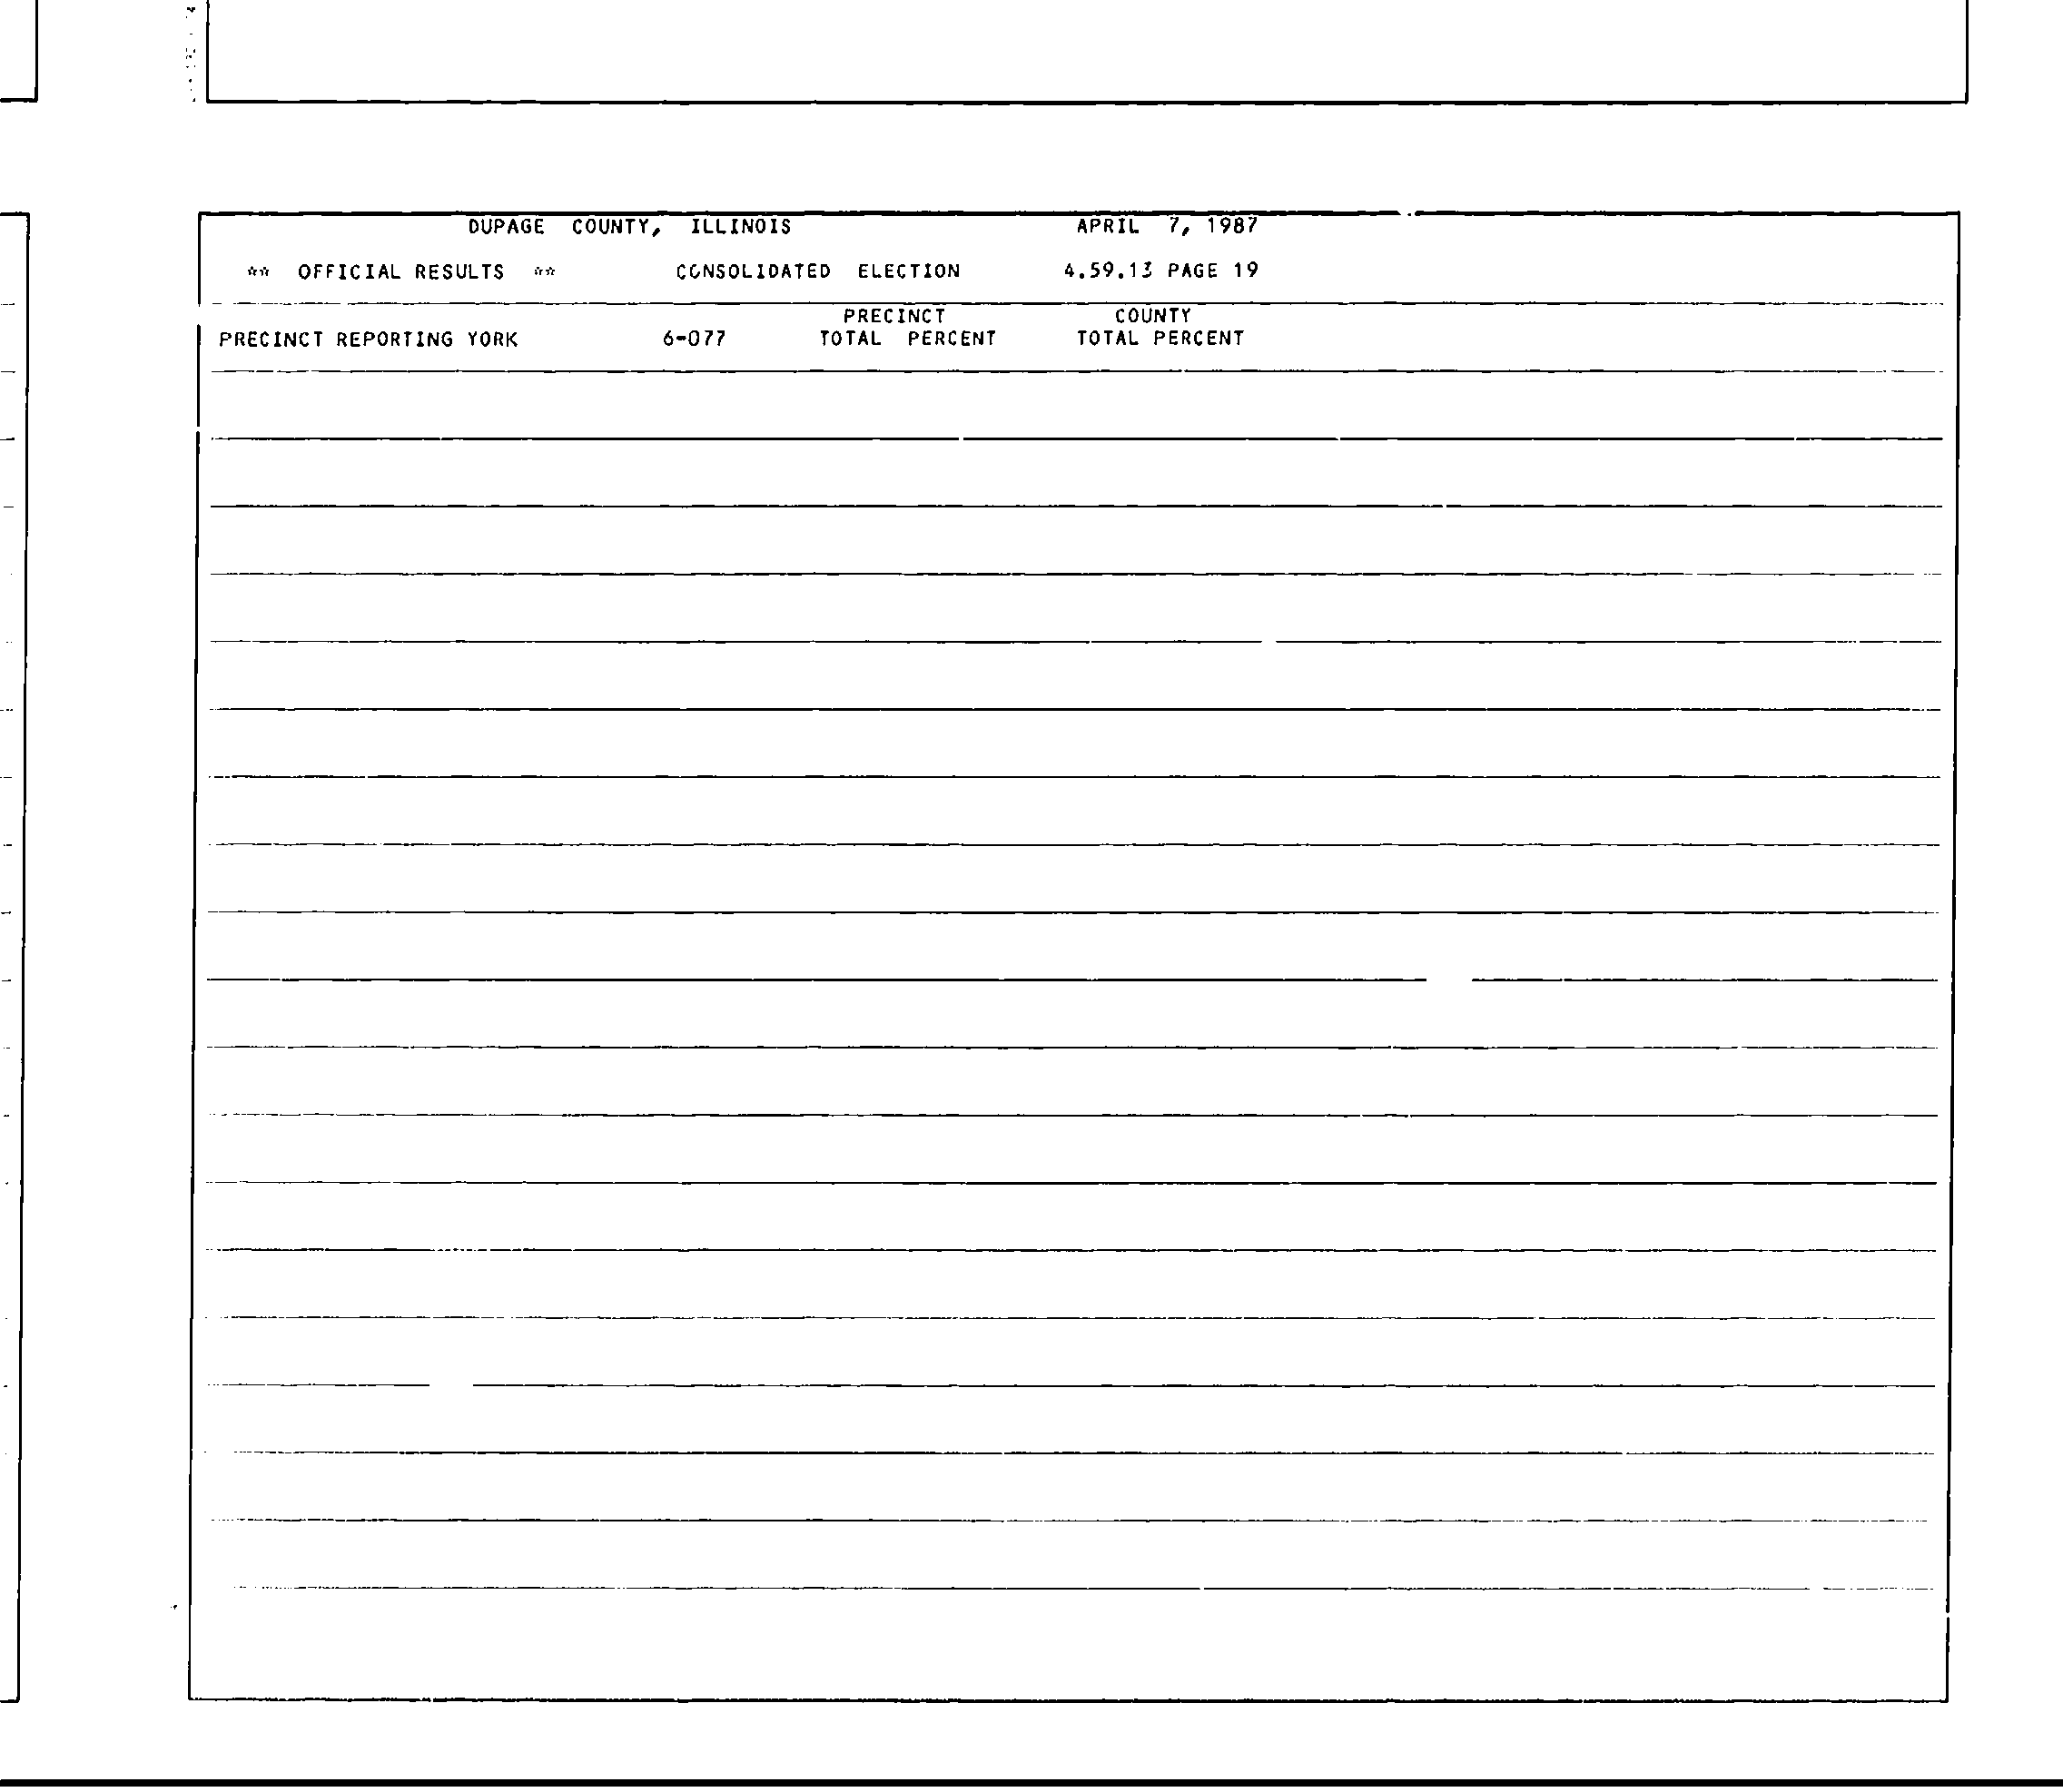 DUPAGE COUNTY, ILLINOIS APRIL 7, 1987
** OFFICIAL RESULTS ** CONSOLIDATED ELECTION 4.59.13 PAGE 19
PRECINCT COUNTY
PRECINCT REPORTING YORK 6-077 TOTAL PERCENT TOTAL PERCENT